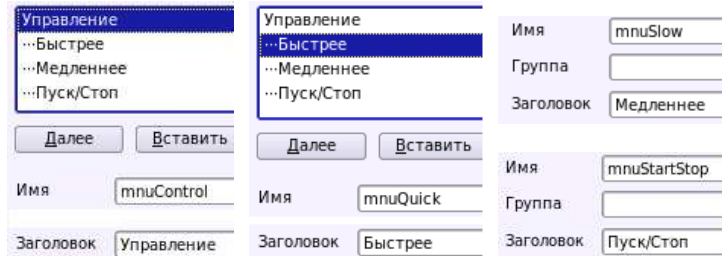 Управление
···Быстрее
···Медленнее
···Пуск/Стоп
Далее Вставить
Имя mnuControl
Заголовок Управление
Управление
···Быстрее
···Медленнее
···Пуск/Стоп
Далее Вставить
Имя mnuQuick
Заголовок Быстрее
Имя mnuSlow
Группа
Заголовок Медленнее
Имя mnuStartStop
Группа
Заголовок Пуск/Стоп